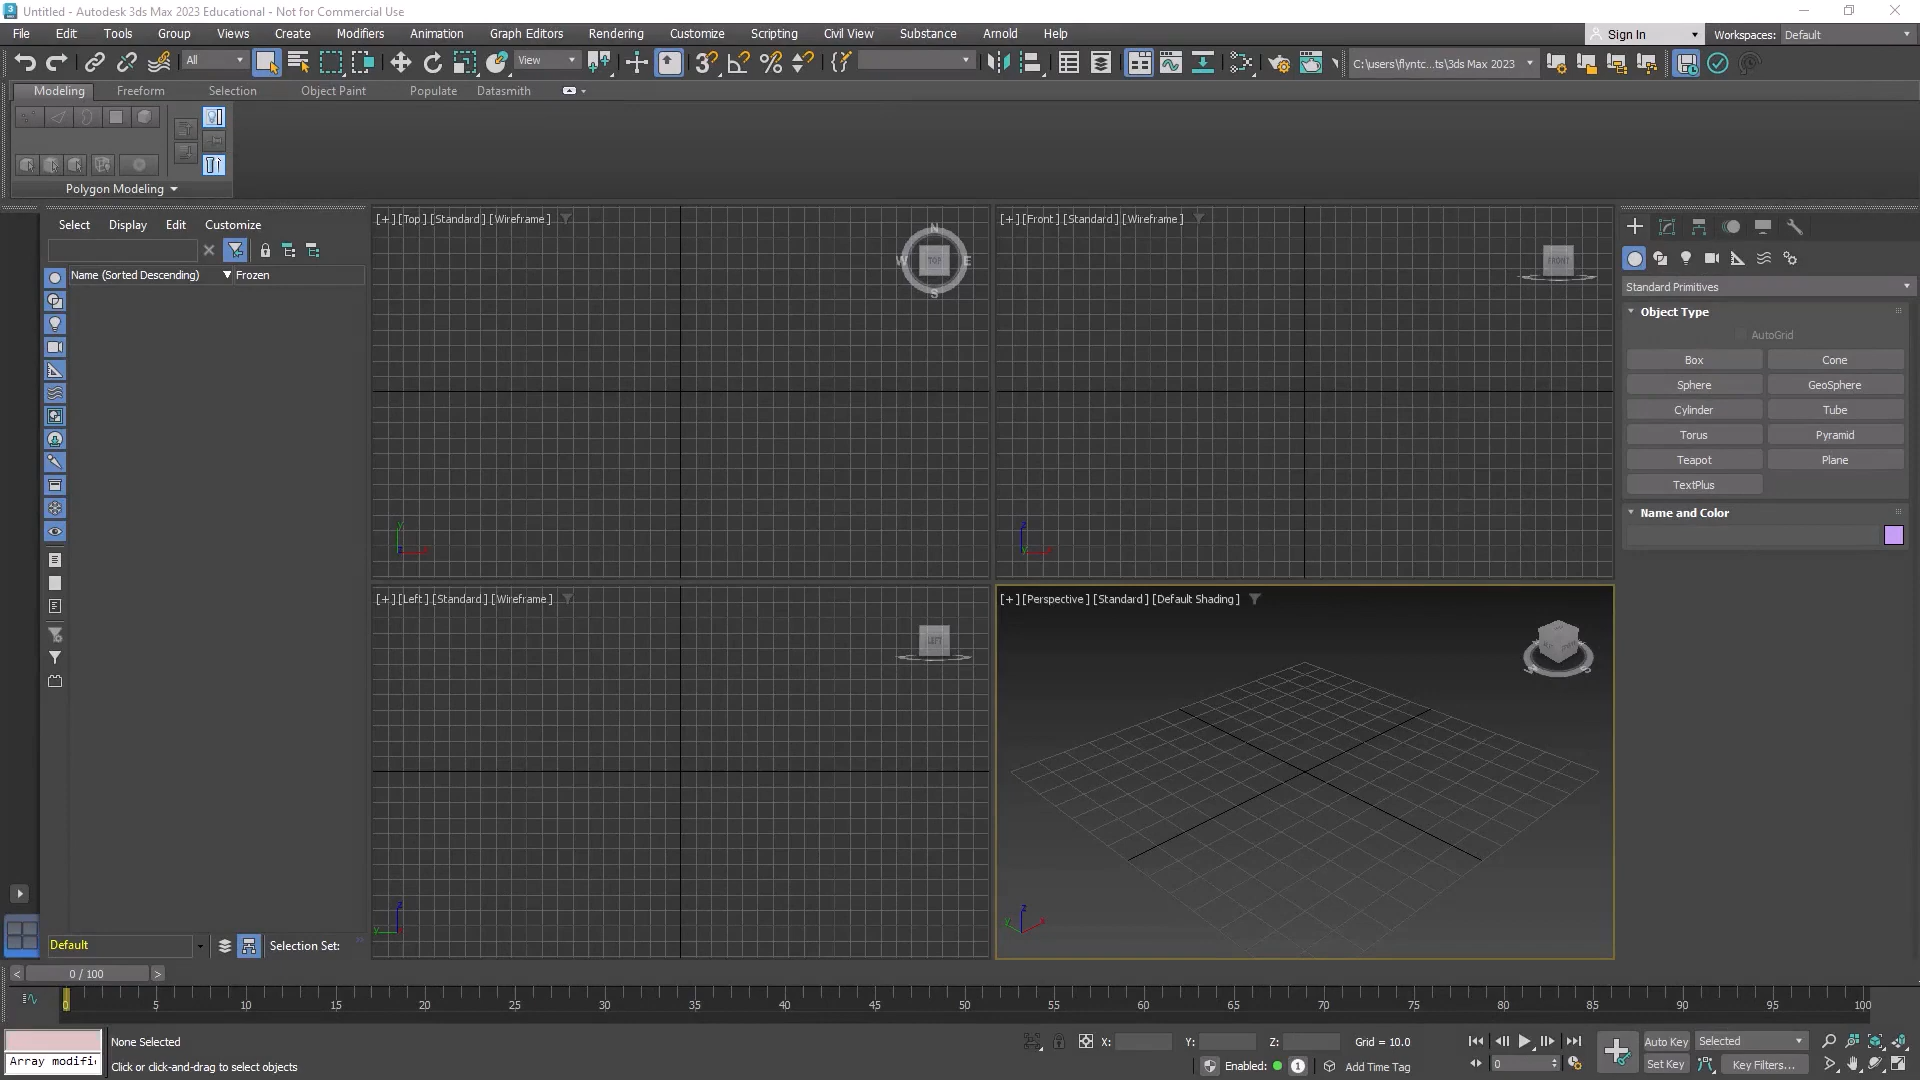 Untitled - Autodesk 3ds Max 2023 Educational - Not for Commercial Use
File Edit Tools Group Views Create Modifiers Animation Graph Editors Rendering Customize Scripting Civil View Substance Arnold Help
Sign In Workspaces: Default
All View C:\users\flyntc...ts\3ds Max 2023
Modeling Freeform Selection Object Paint Populate Datasmith
Polygon Modeling
Select Display Edit Customize
Name (Sorted Descending) Frozen
[+] [Top] [Standard] [Wireframe]
N
W TOP E
S
y
[+] [Front] [Standard] [Wireframe]
FRONT
z
[+] [Left] [Standard] [Wireframe]
LEFT
z
y
[+] [Perspective] [Standard] [Default Shading]
z
Standard Primitives
Object Type
AutoGrid
Box Cone
Sphere GeoSphere
Cylinder Tube
Torus Pyramid
Teapot Plane
TextPlus
Name and Color
Default Selection Set:
< 0 / 100 >
0 5 10 15 20 25 30 35 40 45 50 55 60 65 70 75 80 85 90 95 100
None Selected X: Y: Z: Grid = 10.0 Auto Key Selected
Array modifi
Click or click-and-drag to select objects Enabled: 1 Add Time Tag 0 Set Key Key Filters...